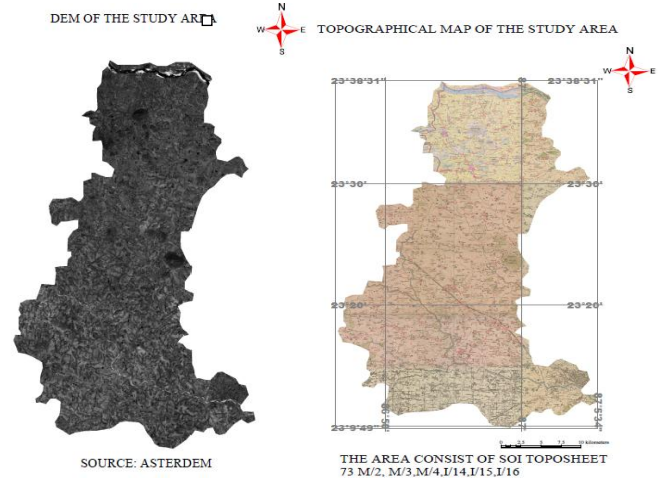 DEM OF THE STUDY AREA
N
W E
S
TOPOGRAPHICAL MAP OF THE STUDY AREA
N
W E
S
23°38'31" 23°38'31"
23°30' 23°30'
23°20' 23°20'
23°9'49"
10 kilometers
SOURCE: ASTERDEM
THE AREA CONSIST OF SOI TOPOSHEET
73 M/2, M/3,M/4,I/14,I/15,I/16